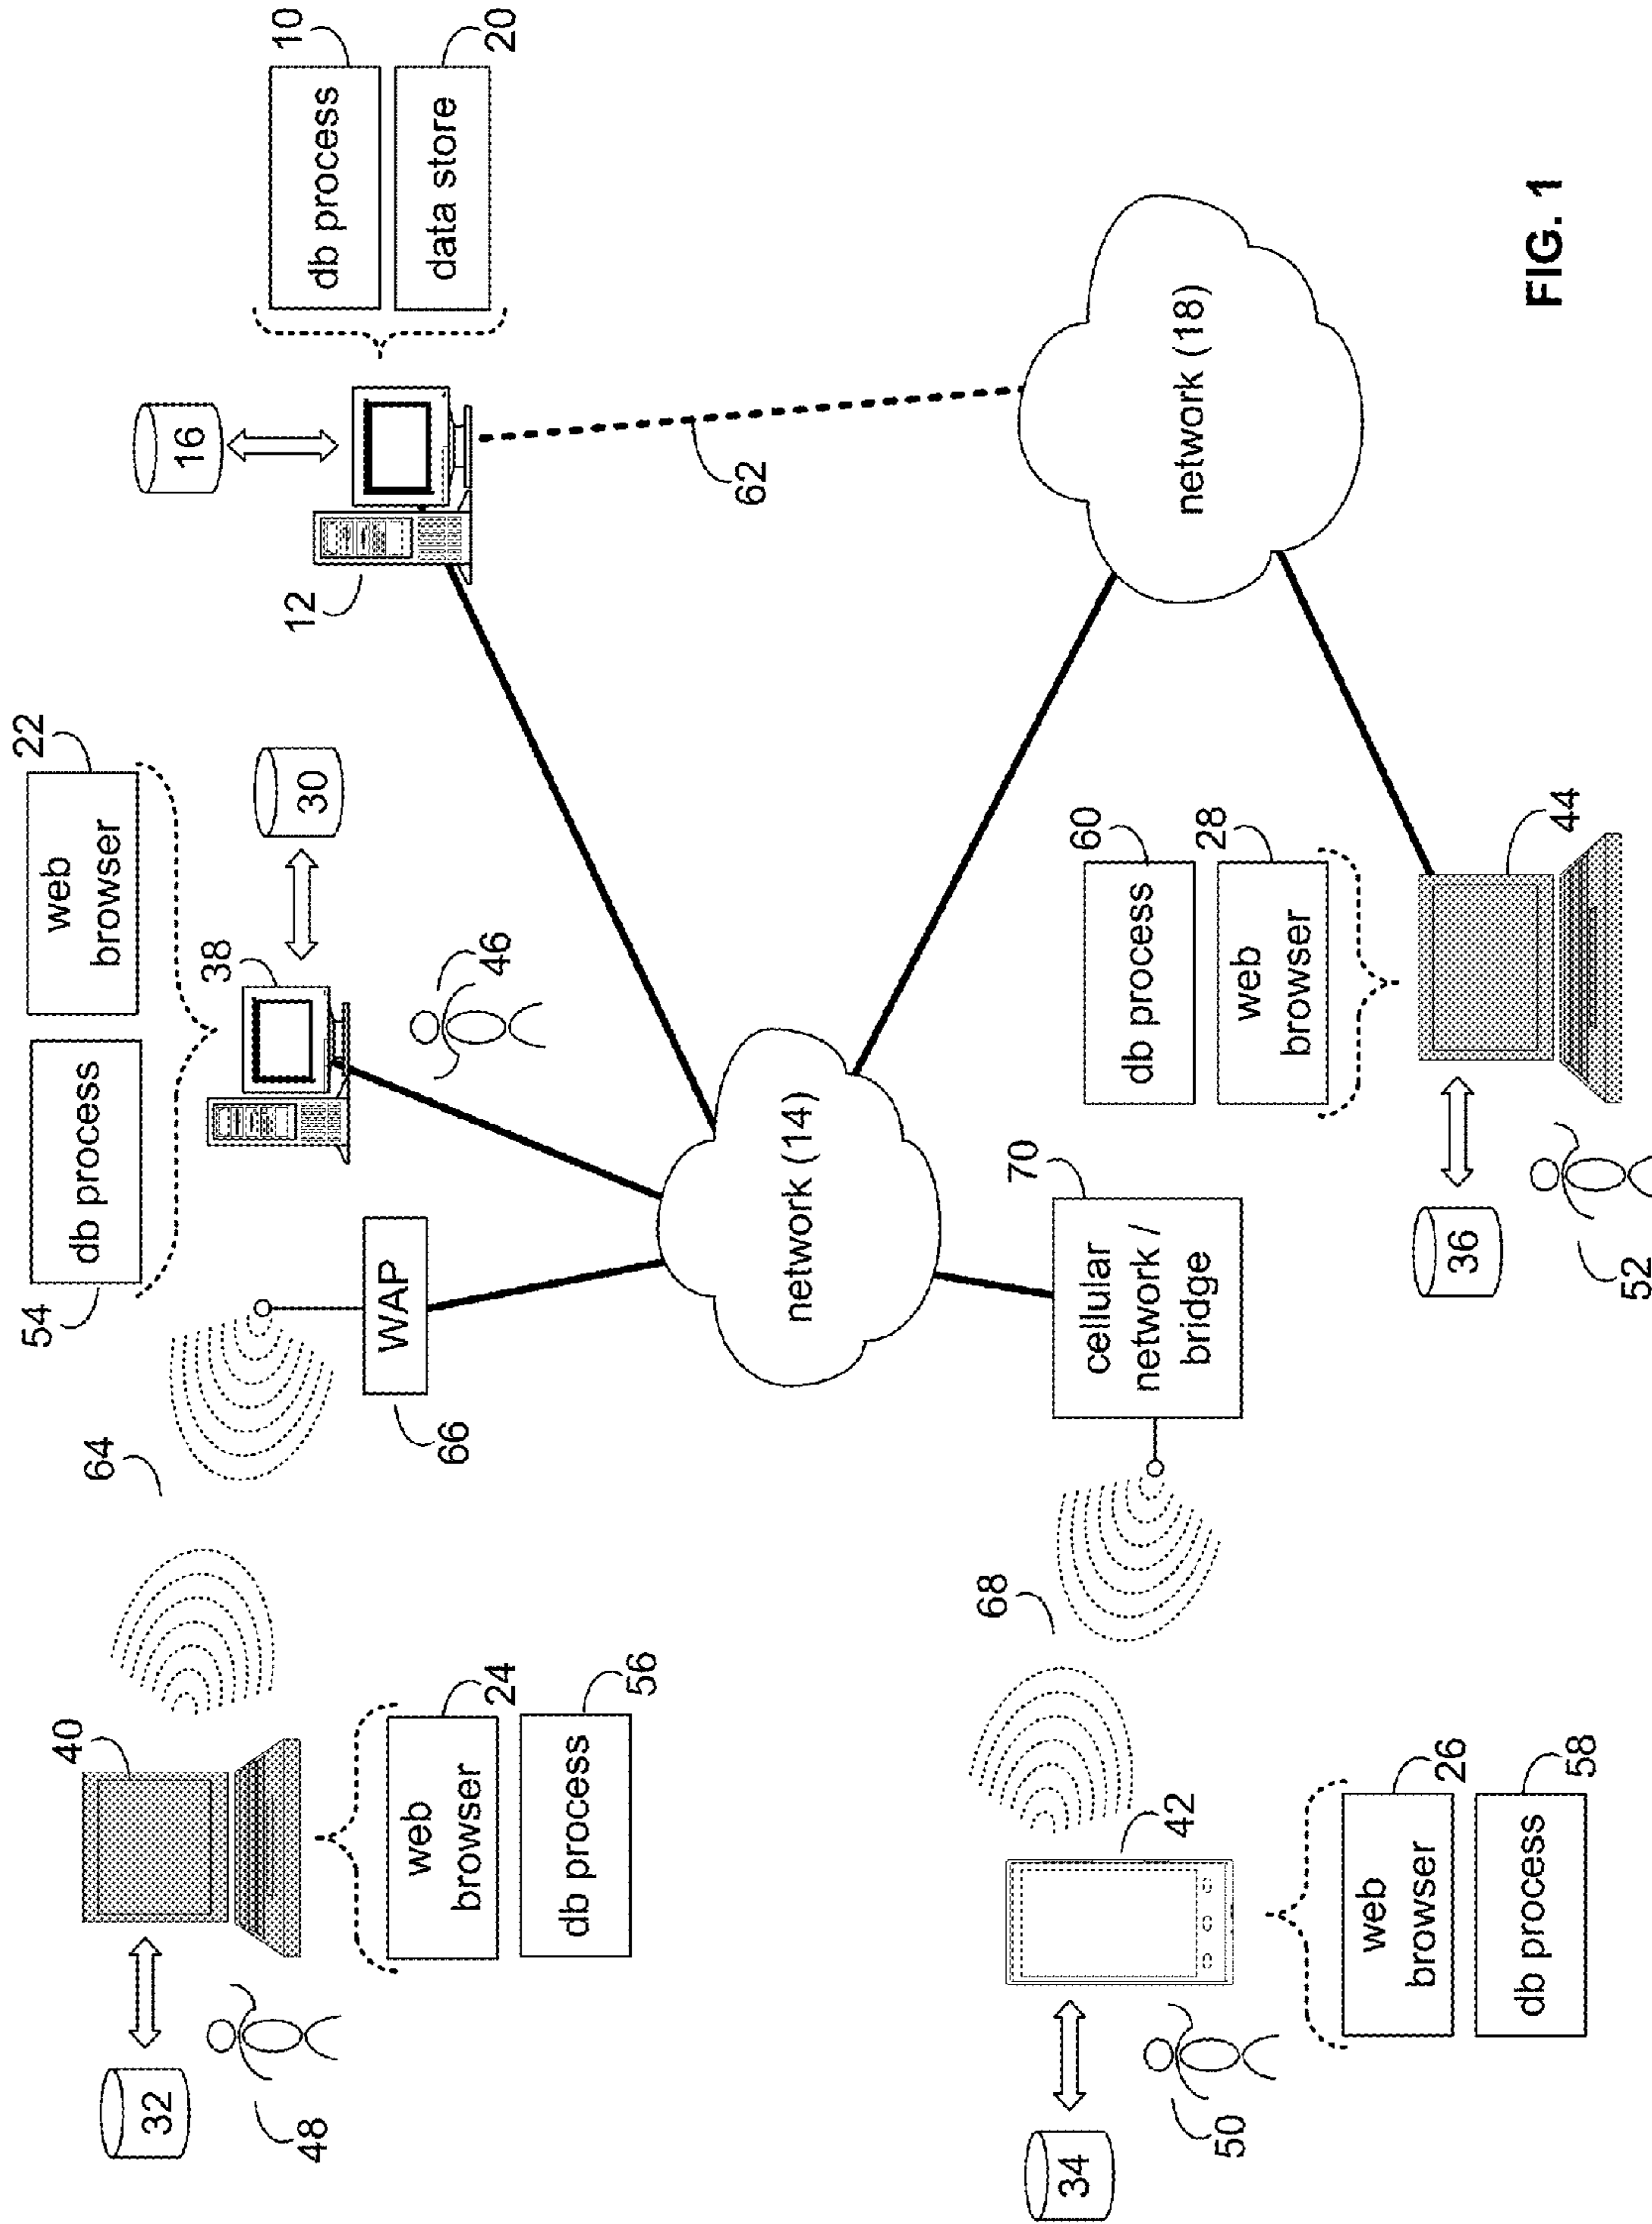 22
54
web
browser
db process
40
64
32
16
38
30
10
db process
12
48
WAP
web
browser
24
data store
20
66
46
db process
56
62
network (14)
68
70
34
cellular
network /
bridge
60
db process
42
50
28
web
browser
network (18)
web
browser
26
36
db process
58
44
52
FIG. 1